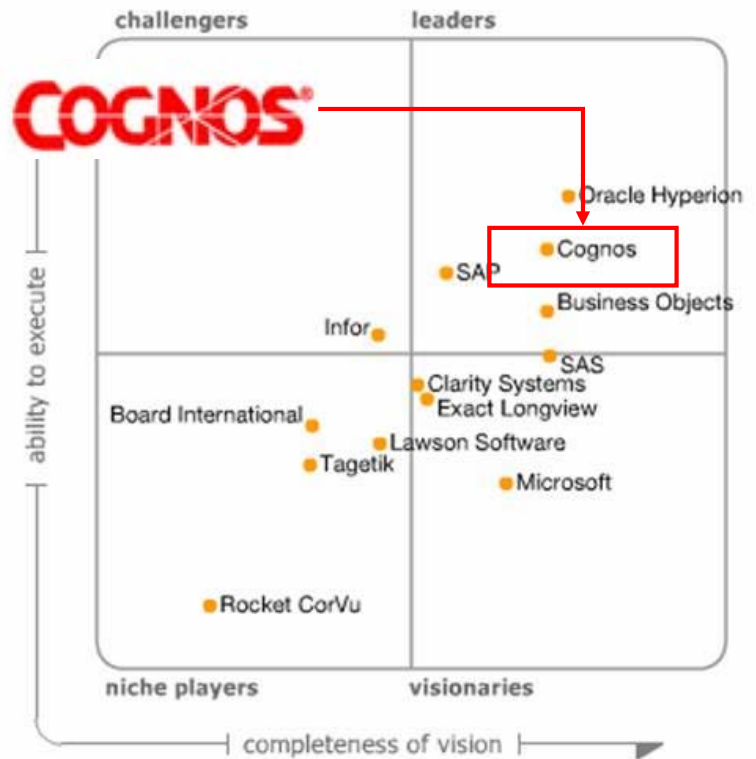 challengers
leaders
COGNOS®
Oracle Hyperion
Cognos
SAP
Business Objects
Infor
SAS
Clarity Systems
Exact Longview
Board International
Lawson Software
Tagetik
Microsoft
Rocket CorVu
ability to execute
niche players
visionaries
completeness of vision